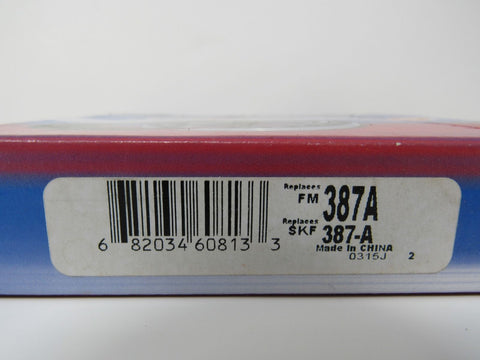 Replaces
FM 387A
Replaces
SKF 387-A
Made In CHINA
0315J 2
6 82034 60813 3